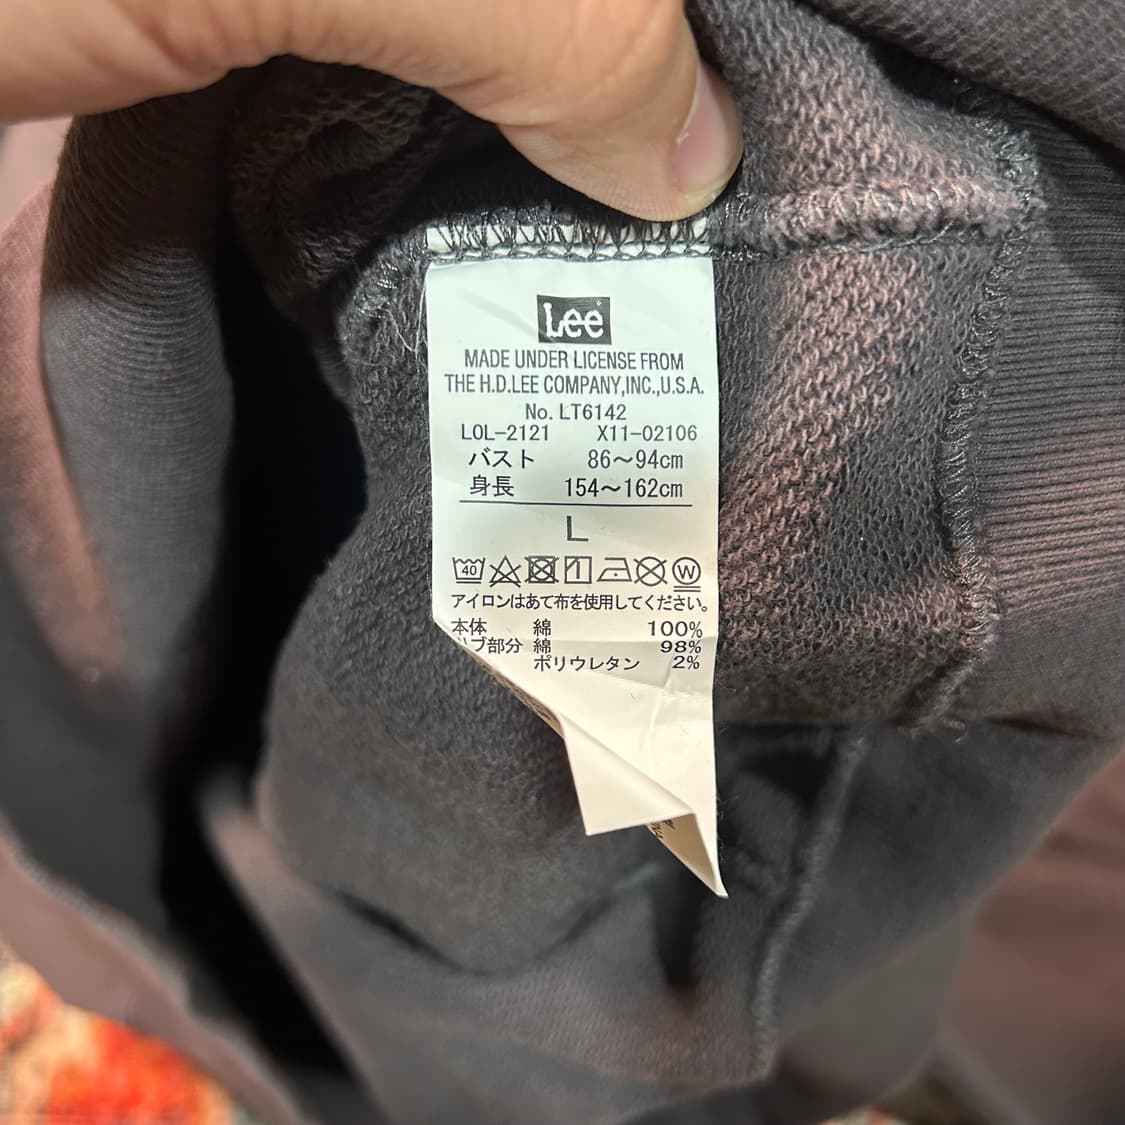 Lee
MADE UNDER LICENSE FROM
THE H.D.LEE COMPANY,INC.,U.S.A.
No. LT6142
LOL-2121 X11-02106
バスト 86～94cm
身長 154～162cm
L
40 W
アイロンはあて布を使用してください。
本体 綿 100%
リブ部分 綿 98%
ポリウレタン 2%